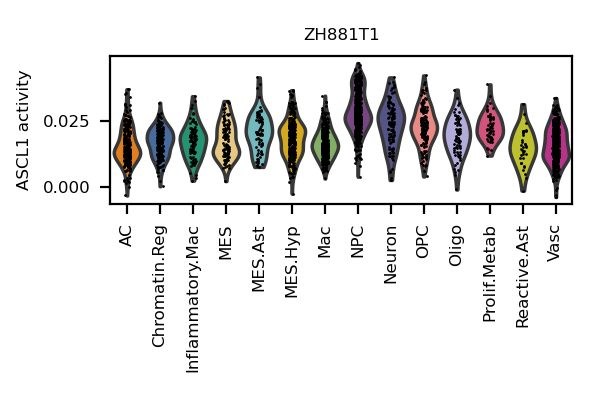 ZH881T1
ASCL1 activity
0.025
0.000
AC
Chromatin.Reg
Inflammatory.Mac
MES
MES.Ast
MES.Hyp
Mac
NPC
Neuron
OPC
Oligo
Prolif.Metab
Reactive.Ast
Vasc